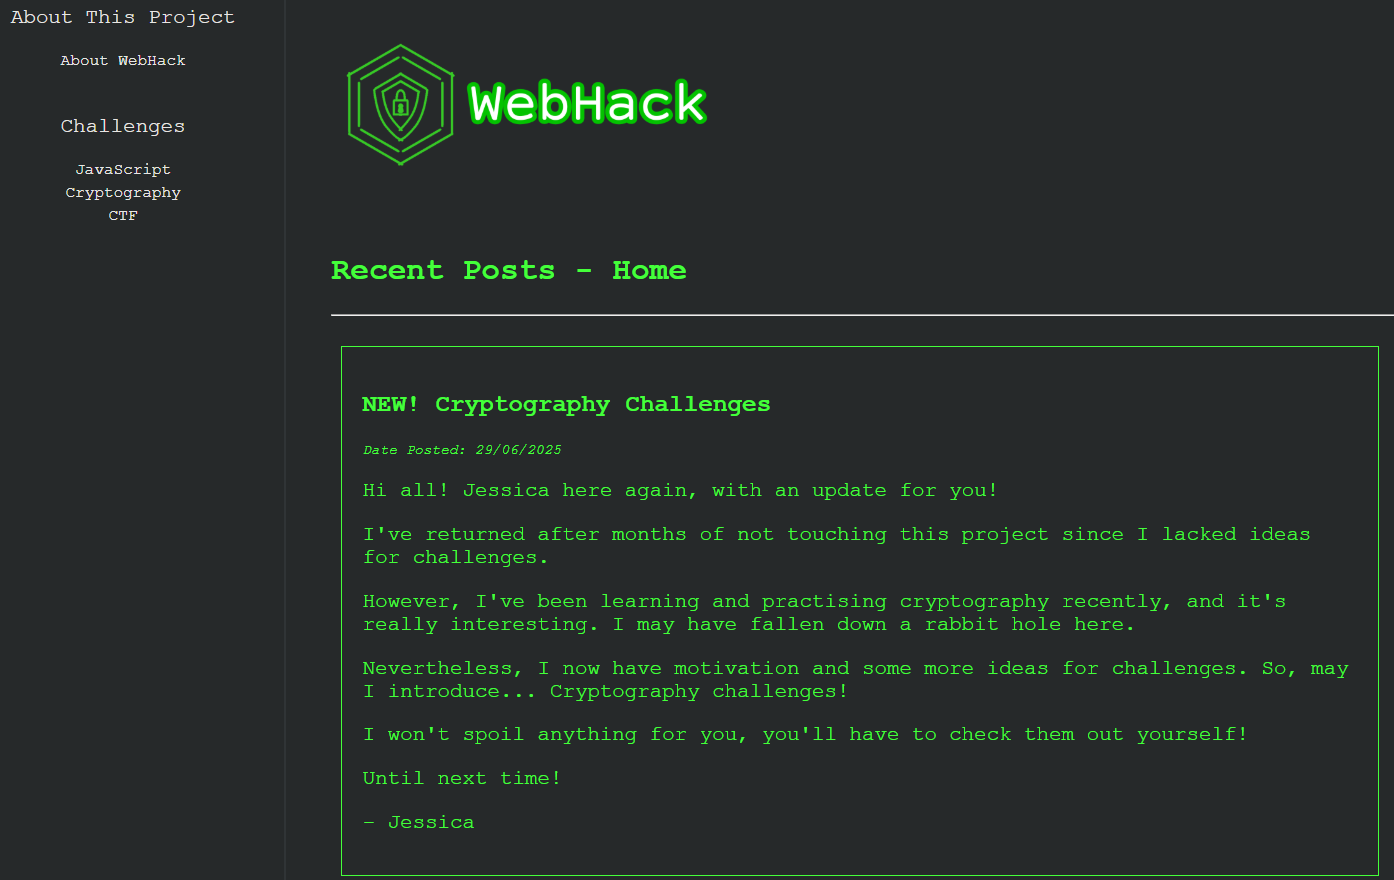 About This Project
About WebHack
Challenges
JavaScript
Cryptography
CTF
WebHack
Recent Posts - Home
NEW! Cryptography Challenges
Date Posted: 29/06/2025
Hi all! Jessica here again, with an update for you!
I've returned after months of not touching this project since I lacked ideas
for challenges.
However, I've been learning and practising cryptography recently, and it's
really interesting. I may have fallen down a rabbit hole here.
Nevertheless, I now have motivation and some more ideas for challenges. So, may
I introduce... Cryptography challenges!
I won't spoil anything for you, you'll have to check them out yourself!
Until next time!
- Jessica